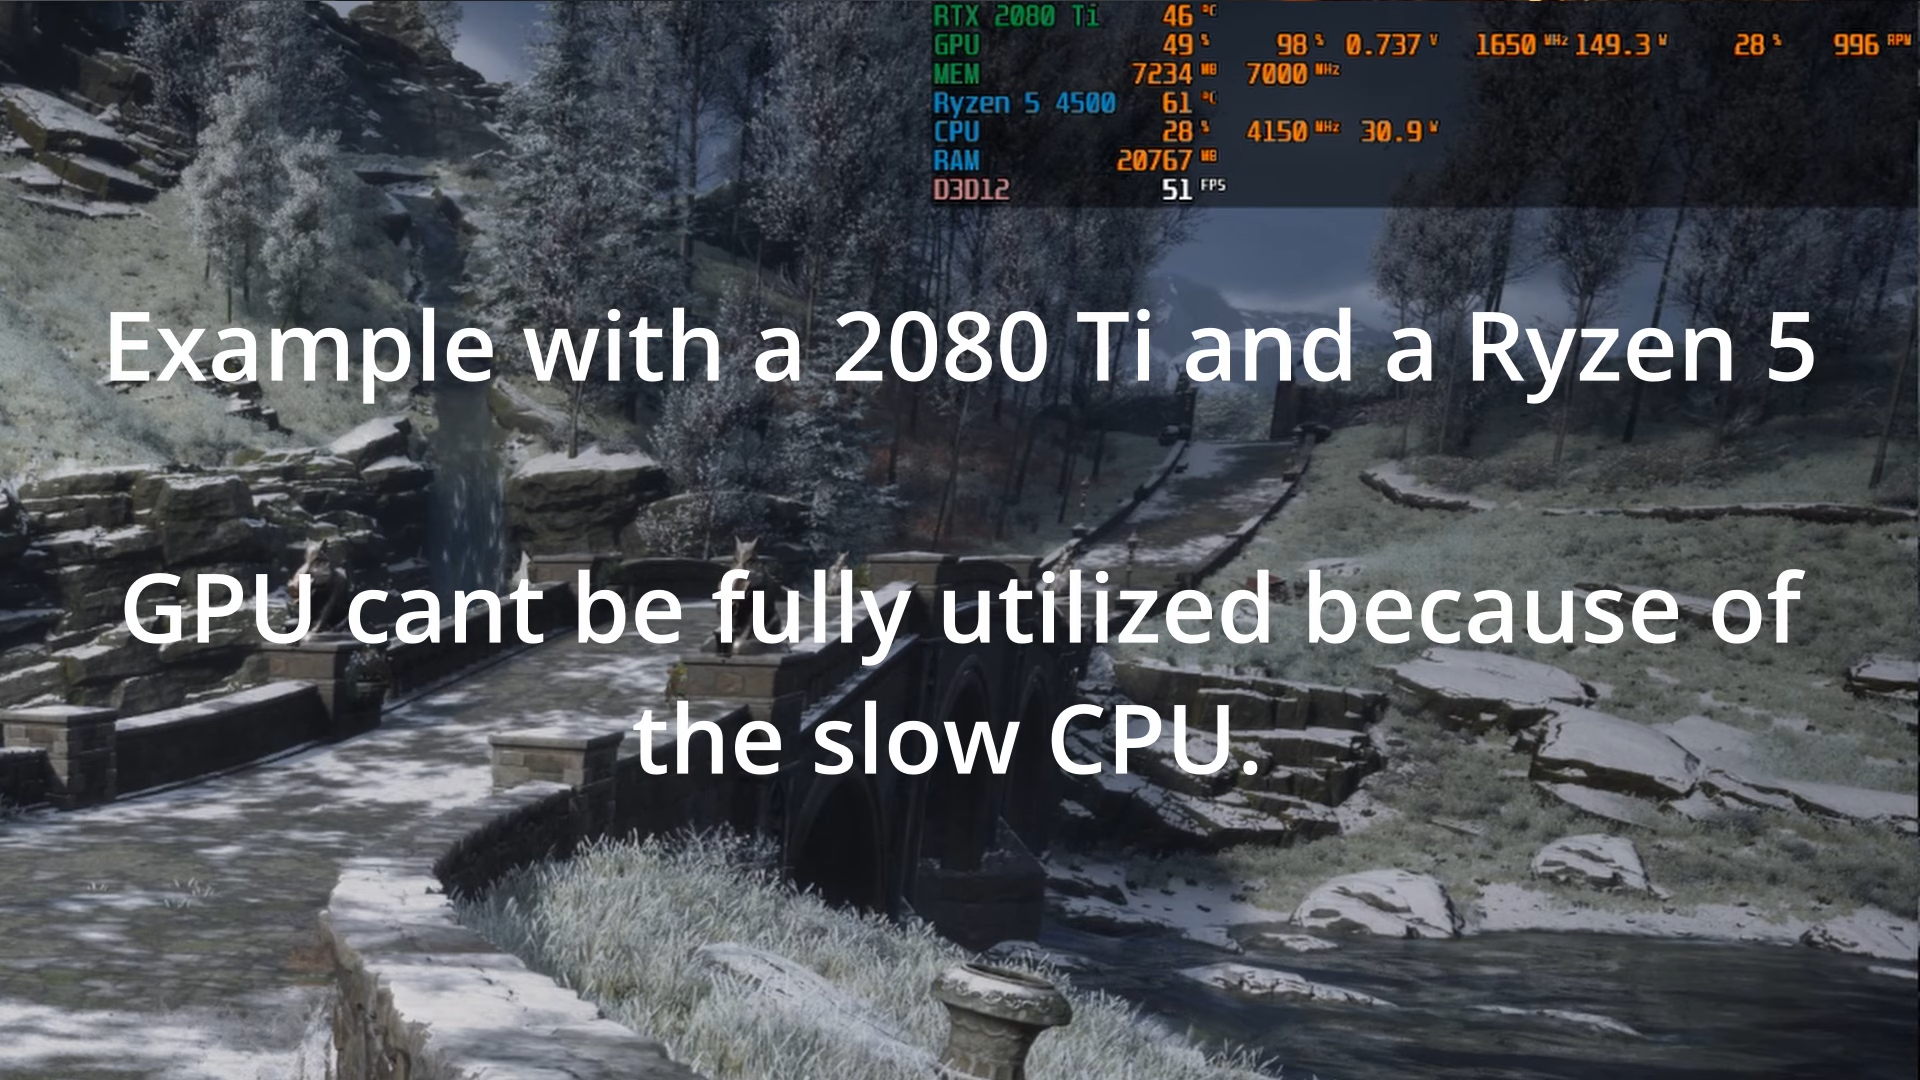 RTX 2080 Ti 46 °C
GPU 49 % 98 % 0.737 V 1650 MHz 149.3 W 28 % 996 RPM
MEM 7234 MB 7000 MHz
Ryzen 5 4500 61 °C
CPU 28 % 4150 MHz 30.9 W
RAM 20767 MB
D3D12 51 FPS
Example with a 2080 Ti and a Ryzen 5
GPU cant be fully utilized because of
the slow CPU.